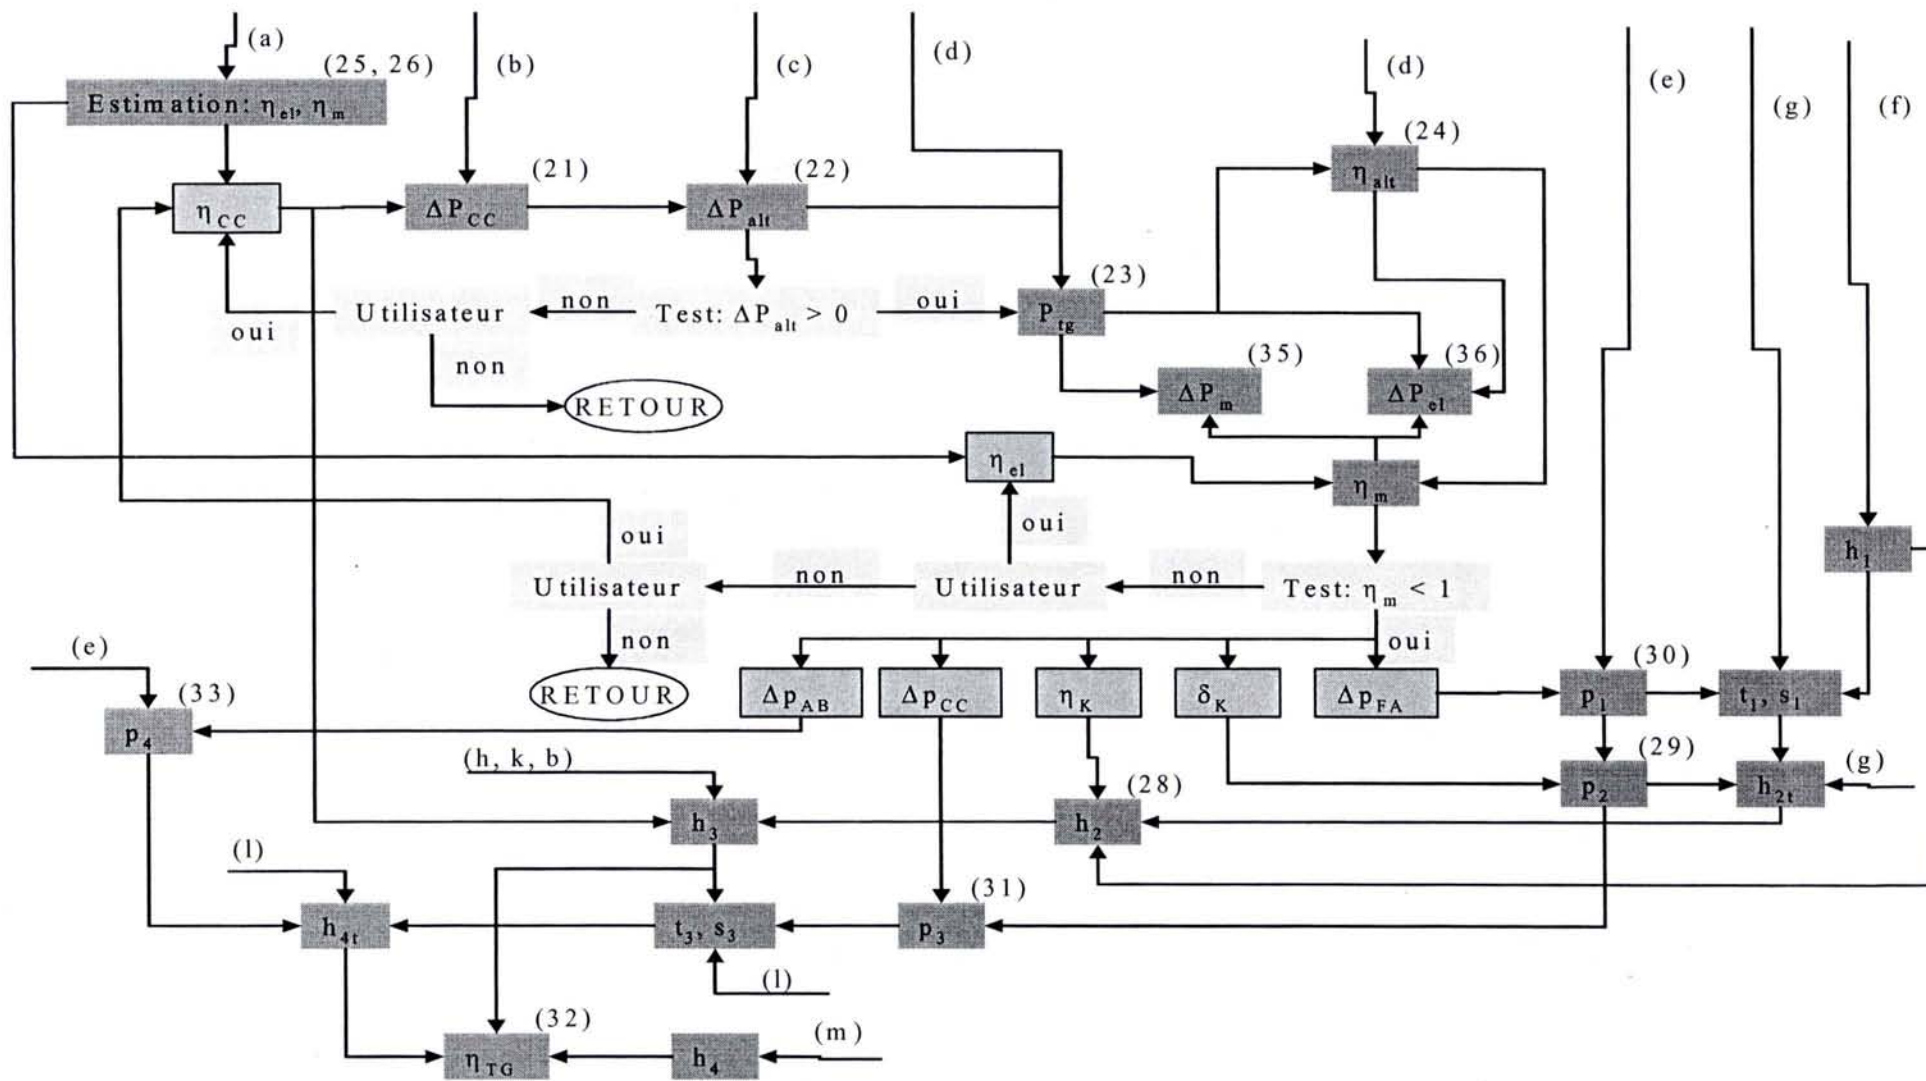 (a)
(25, 26)
(b)
(c)
(d)
(d)
(e)
(g)
(f)
Estimation: η_el, η_m
(24)
η_alt
(21)
(22)
η_CC
ΔP_CC
ΔP_alt
(23)
oui
Utilisateur
non
Test: ΔP_alt > 0
oui
P_tg
non
(35)
(36)
RETOUR
ΔP_m
ΔP_el
η_el
η_m
oui
oui
h_1
Utilisateur
non
Utilisateur
non
Test: η_m < 1
non
oui
(e)
(33)
RETOUR
Δp_AB
Δp_CC
η_K
δ_K
Δp_FA
(30)
p_1
t_1, s_1
p_4
(29)
(h, k, b)
(28)
p_2
h_2t
(g)
h_3
h_2
(l)
(31)
h_4t
t_3, s_3
p_3
(l)
(32)
(m)
η_TG
h_4